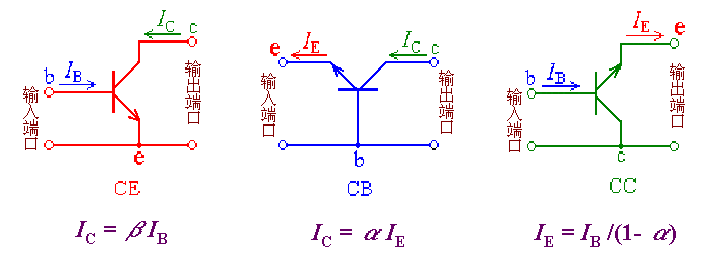 I_C
c
b
I_B
输入端口
输出端口
e
CE
I_C = β I_B
e
I_E
I_C
c
输入端口
输出端口
b
CB
I_C = α I_E
I_E
e
b
I_B
输入端口
输出端口
c
CC
I_E = I_B /(1- α)